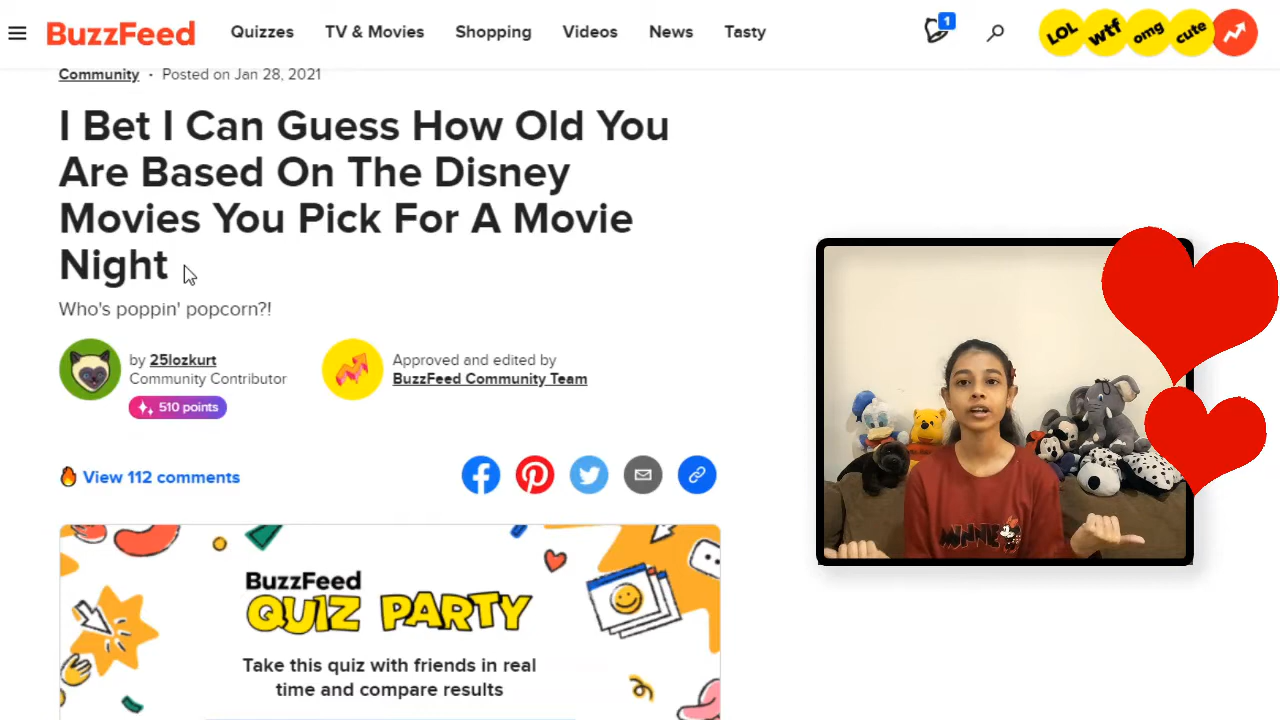 BuzzFeed Quizzes TV & Movies Shopping Videos News Tasty 1 LOL wtf omg cute
Community · Posted on Jan 28, 2021
I Bet I Can Guess How Old You
Are Based On The Disney
Movies You Pick For A Movie
Night
Who's poppin' popcorn?!
by 25lozkurt
Community Contributor
510 points
Approved and edited by
BuzzFeed Community Team
View 112 comments
BuzzFeed
QUIZ PARTY
Take this quiz with friends in real
time and compare results
MINNIE